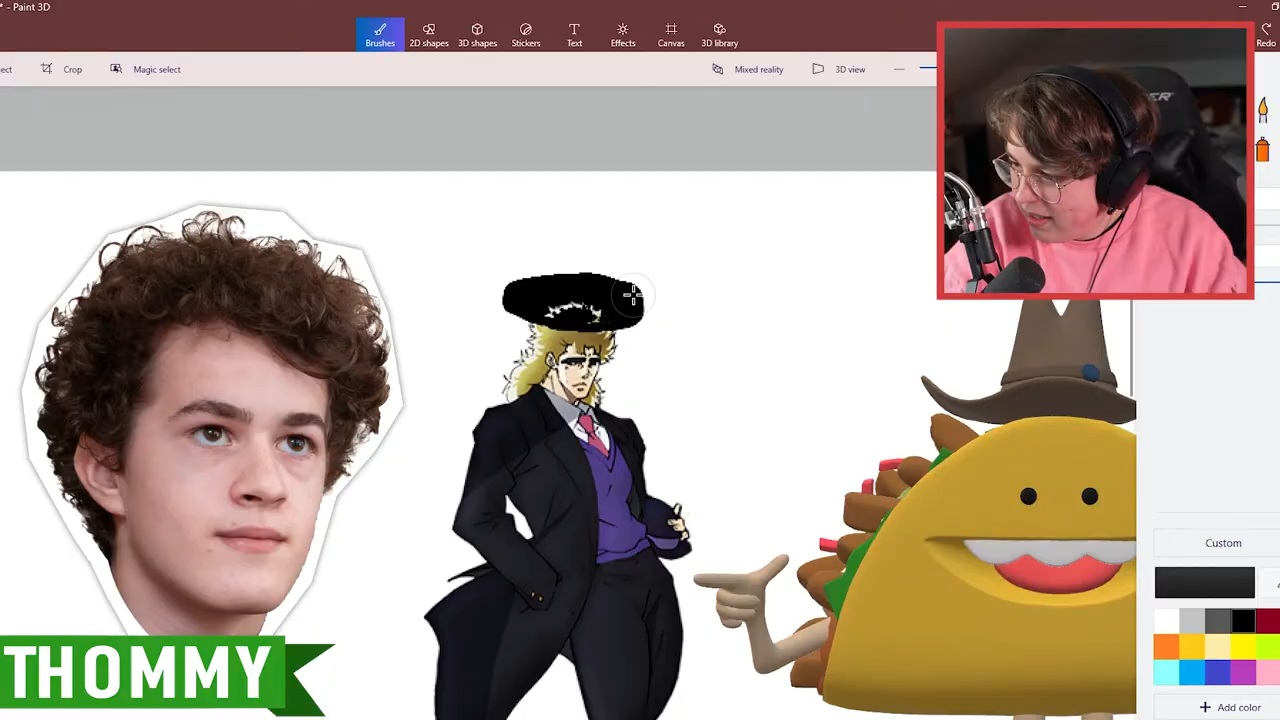 * - Paint 3D
Brushes
2D shapes
3D shapes
Stickers
Text
Effects
Canvas
3D library
Redo
ect
Crop
Magic select
Mixed reality
3D view
Custom
Add color
THOMMY